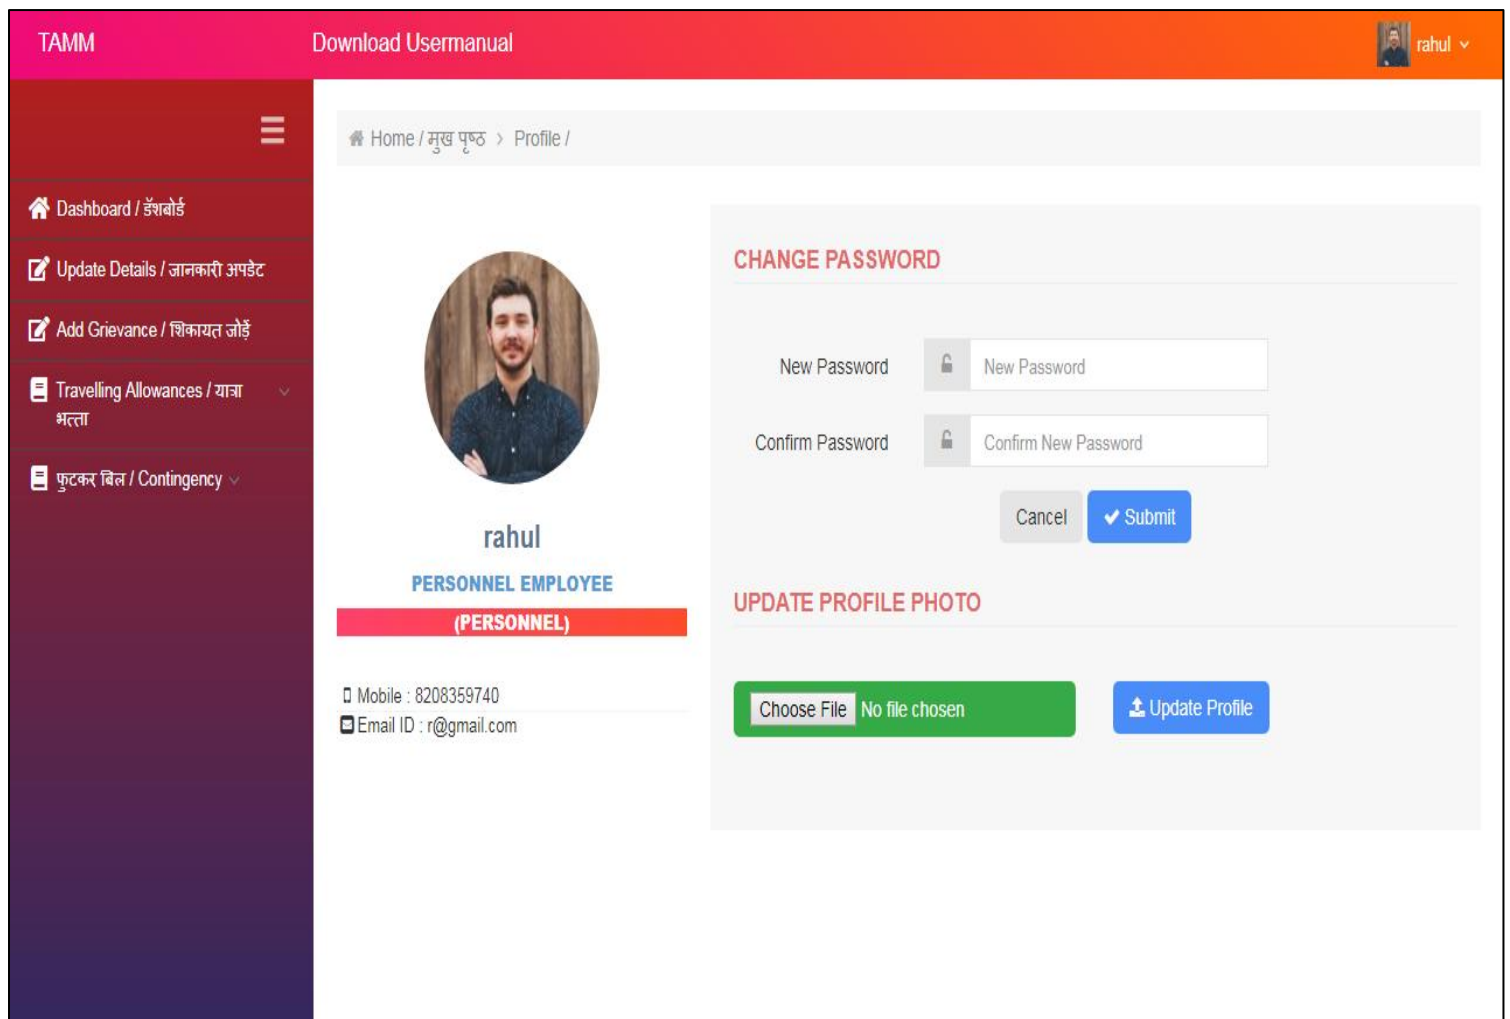 TAMM
Download Usermanual
rahul
Home / मुख पृष्ठ > Profile /
Dashboard / डॅशबोर्ड
Update Details / जानकारी अपडेट
Add Grievance / शिकायत जोड़ें
Travelling Allowances / यात्रा
भत्ता
फुटकर बिल / Contingency
rahul
PERSONNEL EMPLOYEE
(PERSONNEL)
Mobile : 8208359740
Email ID : r@gmail.com
CHANGE PASSWORD
New Password New Password
Confirm Password Confirm New Password
Cancel Submit
UPDATE PROFILE PHOTO
Choose File No file chosen Update Profile